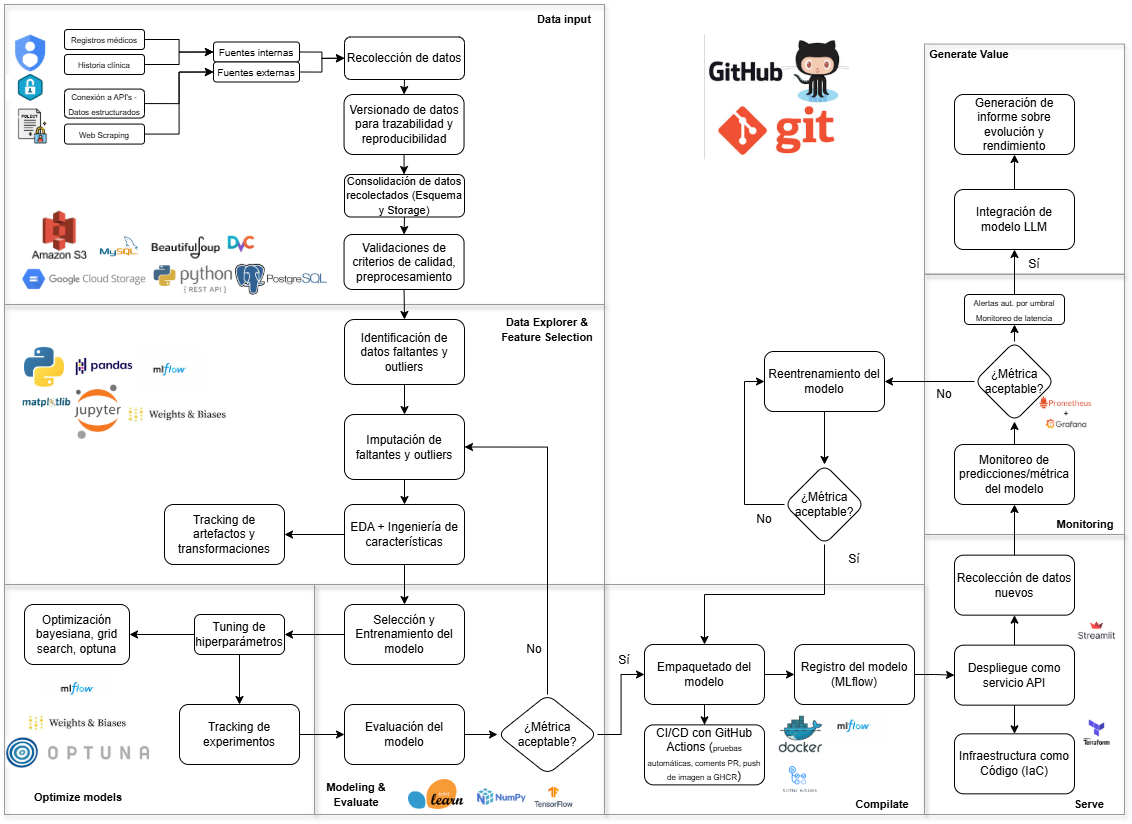 Data input
Registros médicos
Historia clínica
Conexión a API's -
Datos estructurados
Web Scraping
Fuentes internas
Fuentes externas
Recolección de datos
Versionado de datos
para trazabilidad y
reproducibilidad
Consolidación de datos
recolectados (Esquema
y Storage)
Validaciones de
criterios de calidad,
preprocesamiento
Amazon S3
MySQL
BeautifulSoup
DVC
Google Cloud Storage
python
{ REST API }
PostgreSQL
GitHub
git
Data Explorer &
Feature Selection
Identificación de
datos faltantes y
outliers
Imputación de
faltantes y outliers
EDA + Ingeniería de
características
Tracking de
artefactos y
transformaciones
pandas
mlflow
matplotlib
jupyter
Weights & Biases
Optimización
bayesiana, grid
search, optuna
Tuning de
hiperparámetros
Tracking de
experimentos
mlflow
Weights & Biases
OPTUNA
Optimize models
Selección y
Entrenamiento del
modelo
Evaluación del
modelo
¿Métrica
aceptable?
No
Sí
Modeling &
Evaluate
learn
NumPy
TensorFlow
Reentrenamiento del
modelo
¿Métrica
aceptable?
No
Sí
Empaquetado del
modelo
Registro del modelo
(MLflow)
CI/CD con GitHub
Actions (pruebas
automáticas, coments PR, push
de imagen a GHCR)
docker
mlflow
Compilate
Generate Value
Generación de
informe sobre
evolución y
rendimiento
Integración de
modelo LLM
Sí
Alertas aut. por umbral
Monitoreo de latencia
¿Métrica
aceptable?
No
Prometheus
+
Grafana
Monitoreo de
predicciones/métrica
del modelo
Monitoring
Recolección de datos
nuevos
Streamlit
Despliegue como
servicio API
Infraestructura como
Código (IaC)
Terraform
Serve